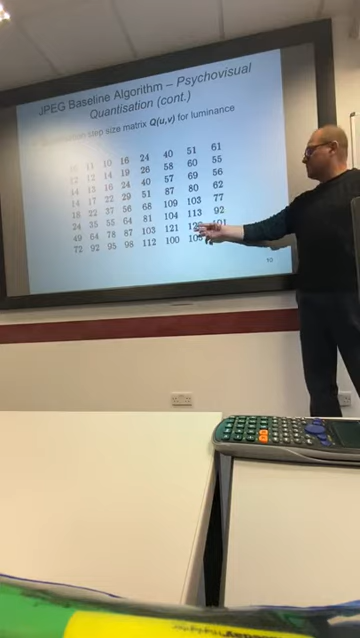 JPEG Baseline Algorithm – Psychovisual
Quantisation (cont.)
step size matrix Q(u,v) for luminance
11 10 16 24 40 51 61
12 14 19 26 58 60 55
14 13 16 24 40 57 69 56
14 17 22 29 51 87 80 62
18 22 37 56 68 109 103 77
24 35 55 64 81 104 113 92
49 64 78 87 103 121 101
72 92 95 98 112 100
10